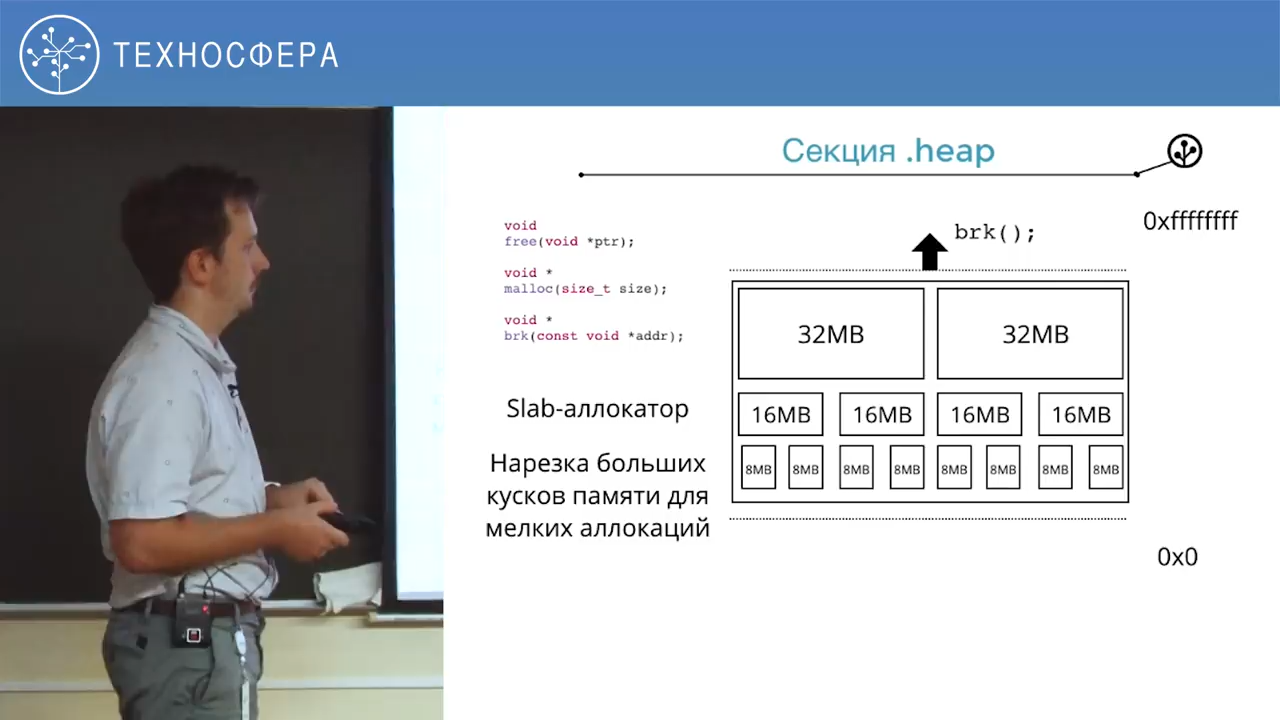 ТЕХНОСФЕРА
Секция .heap
void
free(void *ptr);
void *
malloc(size_t size);
void *
brk(const void *addr);
Slab-аллокатор
Нарезка больших
кусков памяти для
мелких аллокаций
brk();
0xffffffff
32MB 32MB
16MB 16MB 16MB 16MB
8MB 8MB 8MB 8MB 8MB 8MB 8MB 8MB
0x0